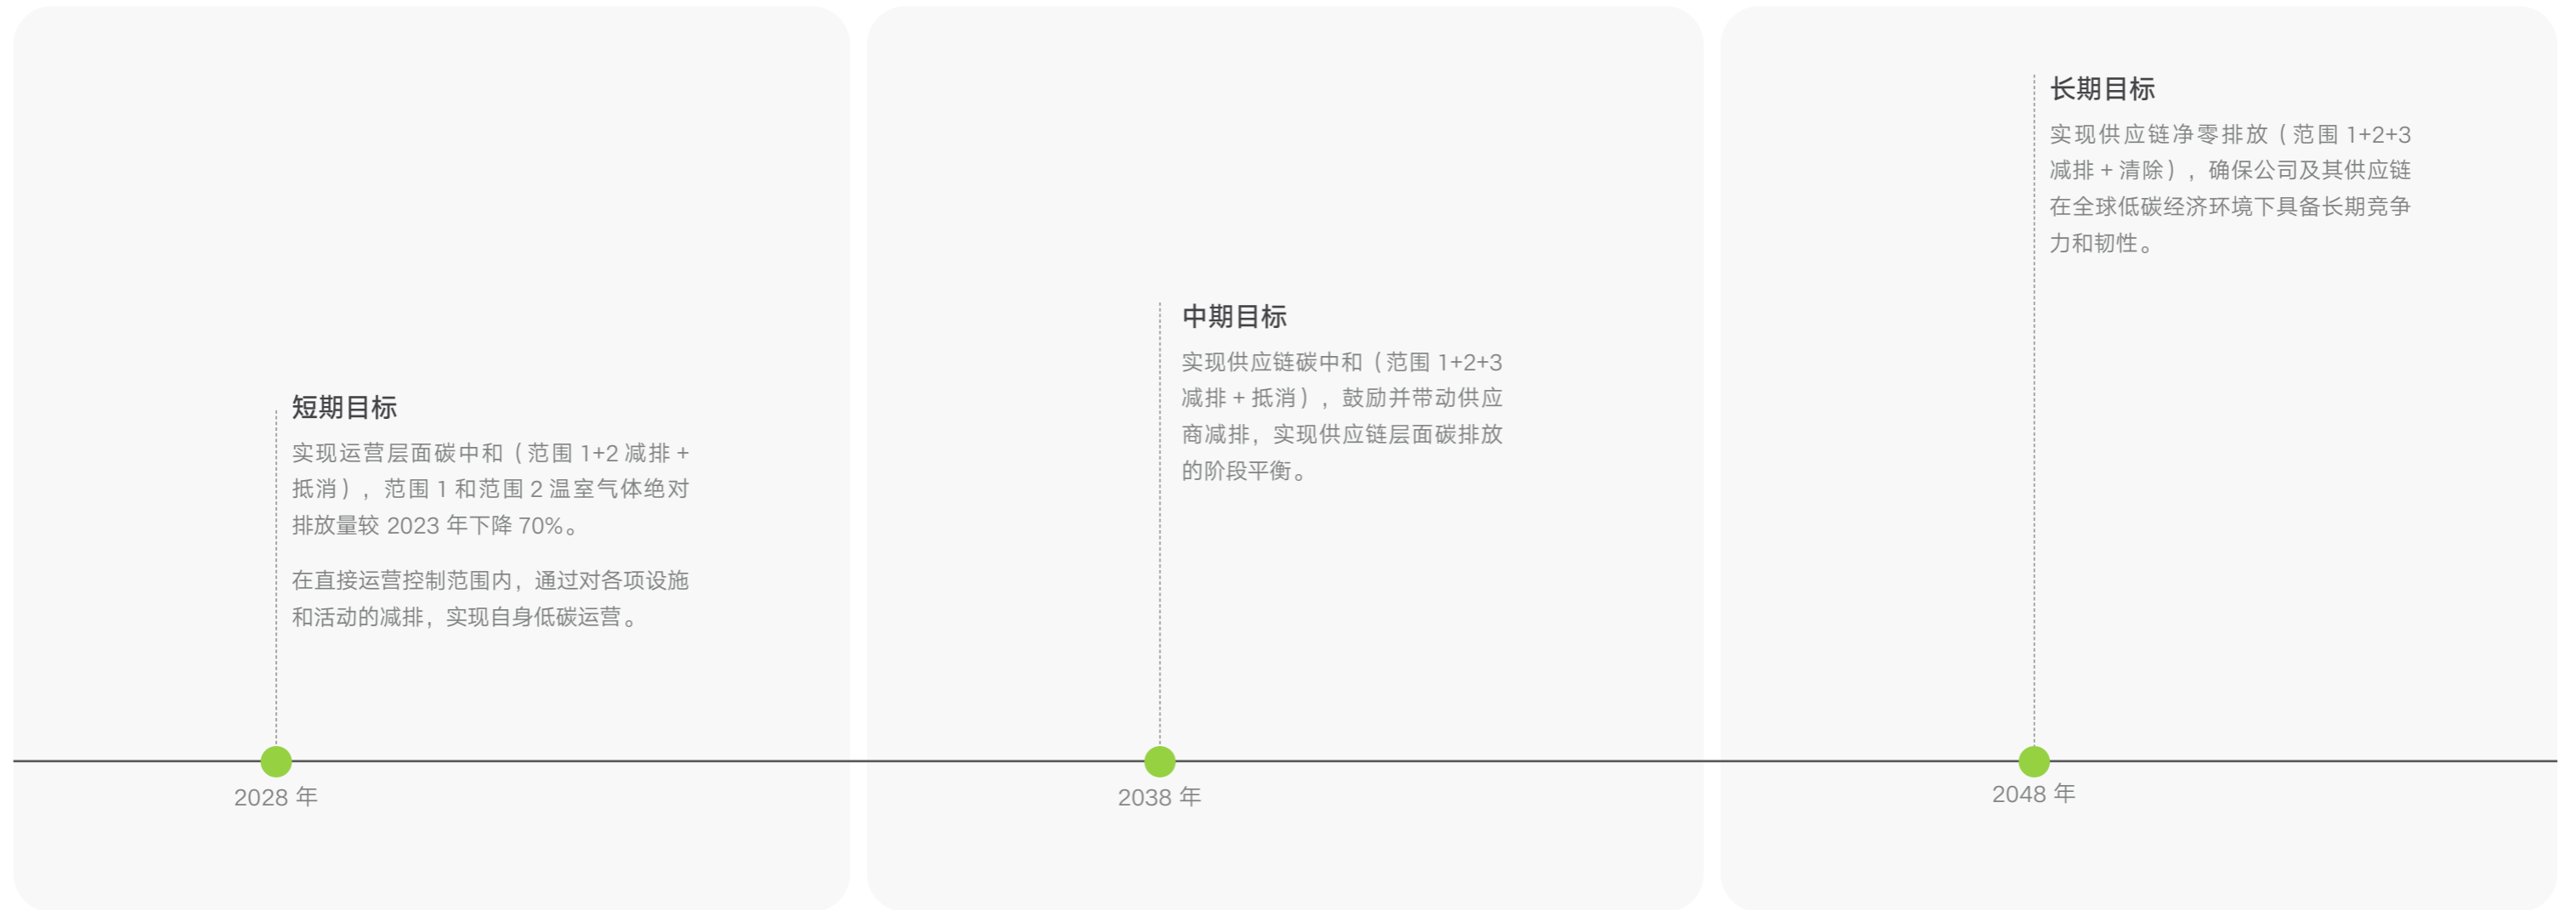 短期目标
实现运营层面碳中和（范围 1+2 减排 +
抵消），范围 1 和范围 2 温室气体绝对
排放量较 2023 年下降 70%。
在直接运营控制范围内，通过对各项设施
和活动的减排，实现自身低碳运营。
2028 年
中期目标
实现供应链碳中和（范围 1+2+3
减排 + 抵消），鼓励并带动供应
商减排，实现供应链层面碳排放
的阶段平衡。
2038 年
长期目标
实现供应链净零排放（范围 1+2+3
减排 + 清除），确保公司及其供应链
在全球低碳经济环境下具备长期竞争
力和韧性。
2048 年